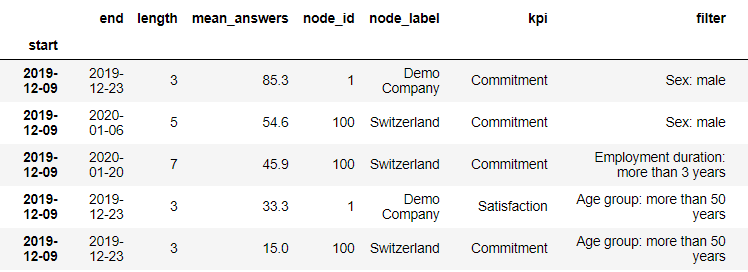 end length mean_answers node_id node_label kpi filter
start
2019-12-09 2019-12-23 3 85.3 1 Demo Company Commitment Sex: male
2019-12-09 2020-01-06 5 54.6 100 Switzerland Commitment Sex: male
2019-12-09 2020-01-20 7 45.9 100 Switzerland Commitment Employment duration: more than 3 years
2019-12-09 2019-12-23 3 33.3 1 Demo Company Satisfaction Age group: more than 50 years
2019-12-09 2019-12-23 3 15.0 100 Switzerland Commitment Age group: more than 50 years